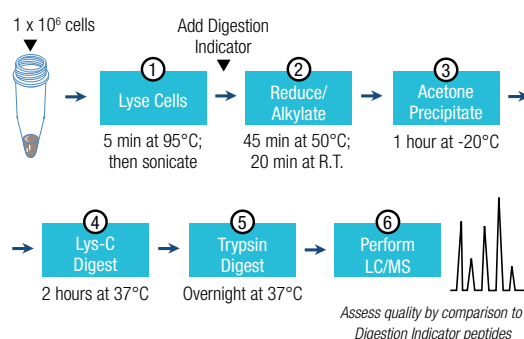 1 x 10⁶ cells
Add Digestion
Indicator
1
Lyse Cells
5 min at 95°C;
then sonicate
2
Reduce/
Alkylate
45 min at 50°C;
20 min at R.T.
3
Acetone
Precipitate
1 hour at -20°C
4
Lys-C
Digest
2 hours at 37°C
5
Trypsin
Digest
Overnight at 37°C
6
Perform
LC/MS
Assess quality by comparison to
Digestion Indicator peptides